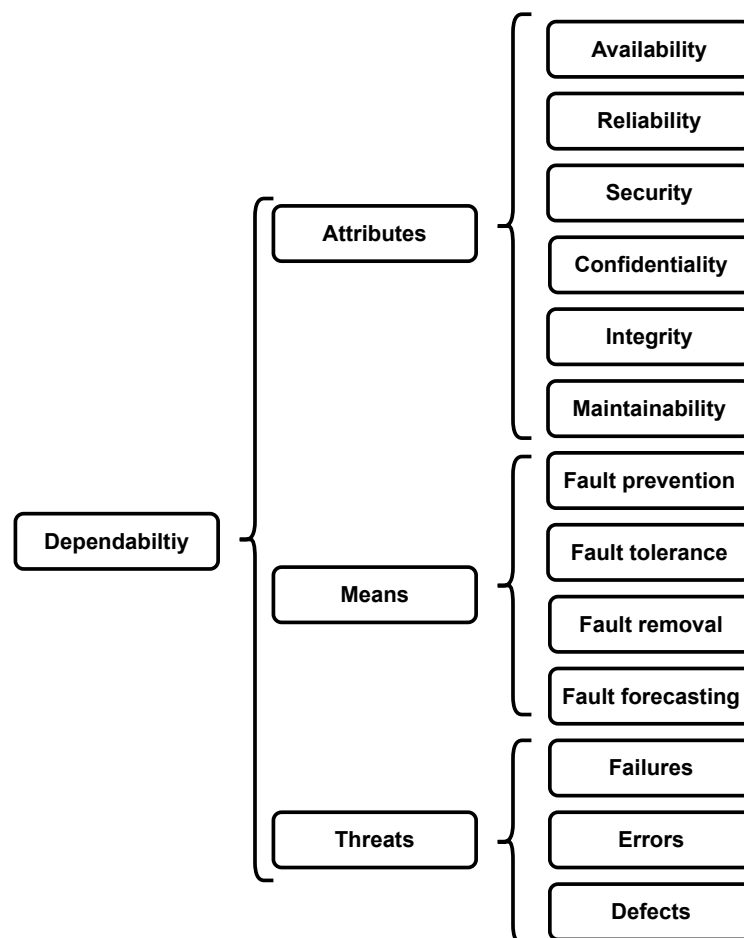 Dependabiltiy
Attributes
Availability
Reliability
Security
Confidentiality
Integrity
Maintainability
Means
Fault prevention
Fault tolerance
Fault removal
Fault forecasting
Threats
Failures
Errors
Defects